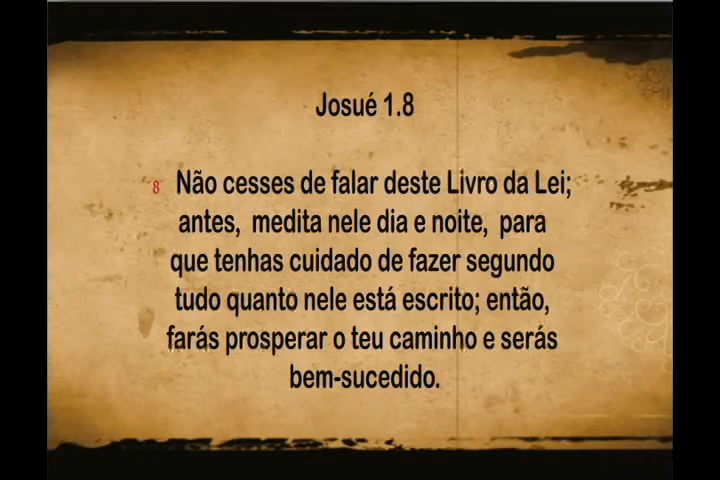 Josué 1.8
8 Não cesses de falar deste Livro da Lei;
antes, medita nele dia e noite, para
que tenhas cuidado de fazer segundo
tudo quanto nele está escrito; então,
farás prosperar o teu caminho e serás
bem-sucedido.